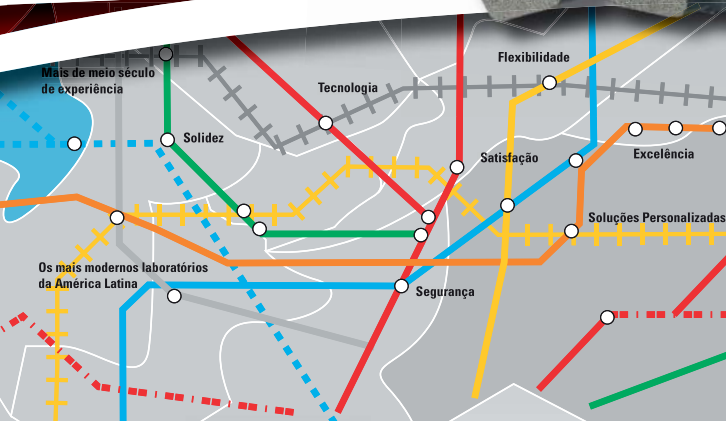 Flexibilidade
Mais de meio século
de experiência
Tecnologia
Solidez
Satisfação
Excelência
Soluções Personalizadas
Os mais modernos laboratórios
da América Latina
Segurança